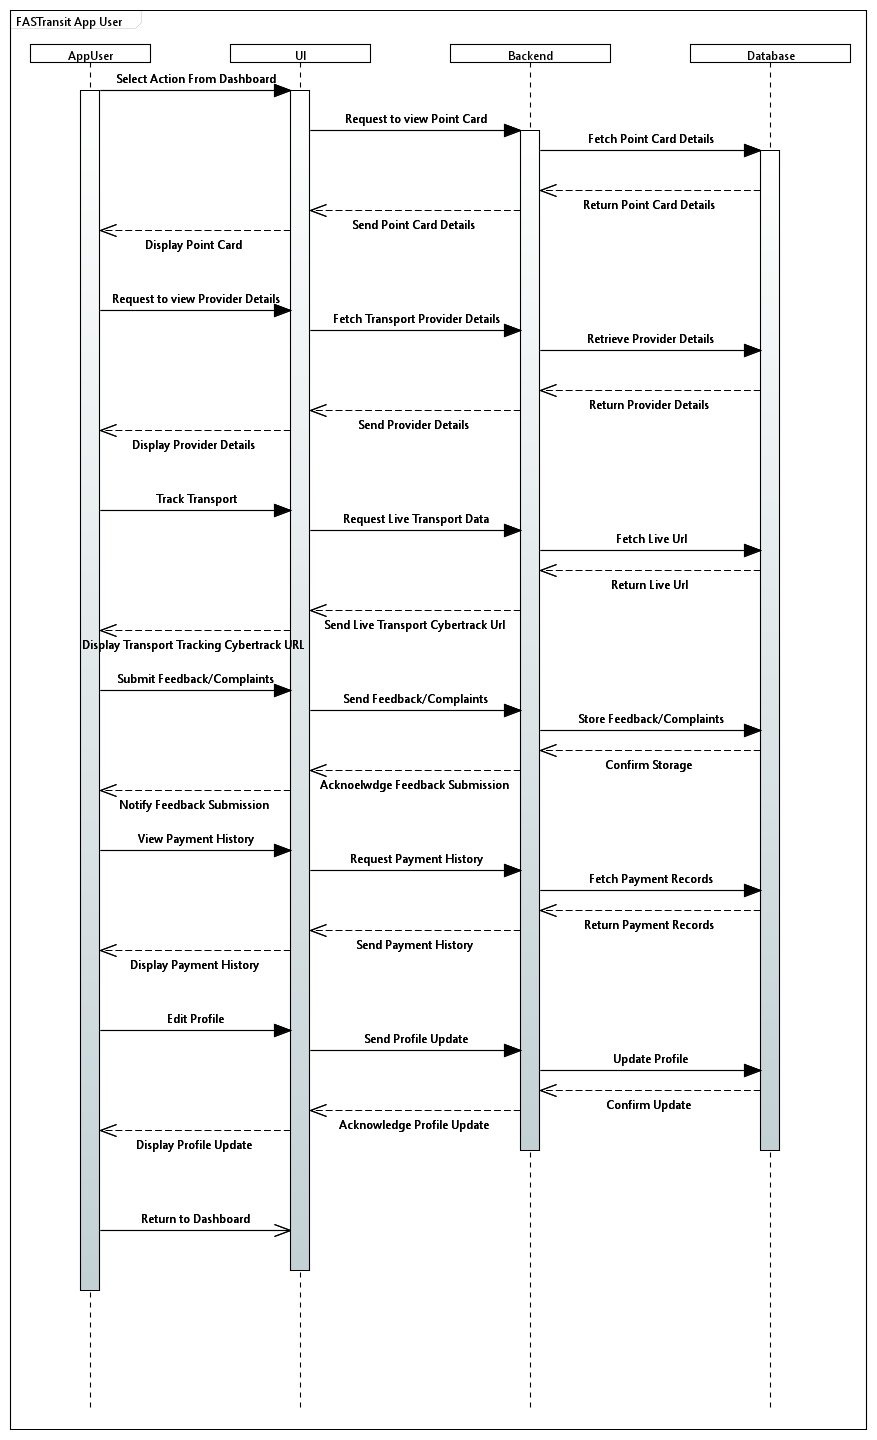 FASTransit App User
AppUser
UI
Backend
Database
Select Action From Dashboard
Request to view Point Card
Fetch Point Card Details
Return Point Card Details
Send Point Card Details
Display Point Card
Request to view Provider Details
Fetch Transport Provider Details
Retrieve Provider Details
Return Provider Details
Send Provider Details
Display Provider Details
Track Transport
Request Live Transport Data
Fetch Live Url
Return Live Url
Send Live Transport Cybertrack Url
Display Transport Tracking Cybertrack URL
Submit Feedback/Complaints
Send Feedback/Complaints
Store Feedback/Complaints
Confirm Storage
Acknoelwdge Feedback Submission
Notify Feedback Submission
View Payment History
Request Payment History
Fetch Payment Records
Return Payment Records
Send Payment History
Display Payment History
Edit Profile
Send Profile Update
Update Profile
Confirm Update
Acknowledge Profile Update
Display Profile Update
Return to Dashboard